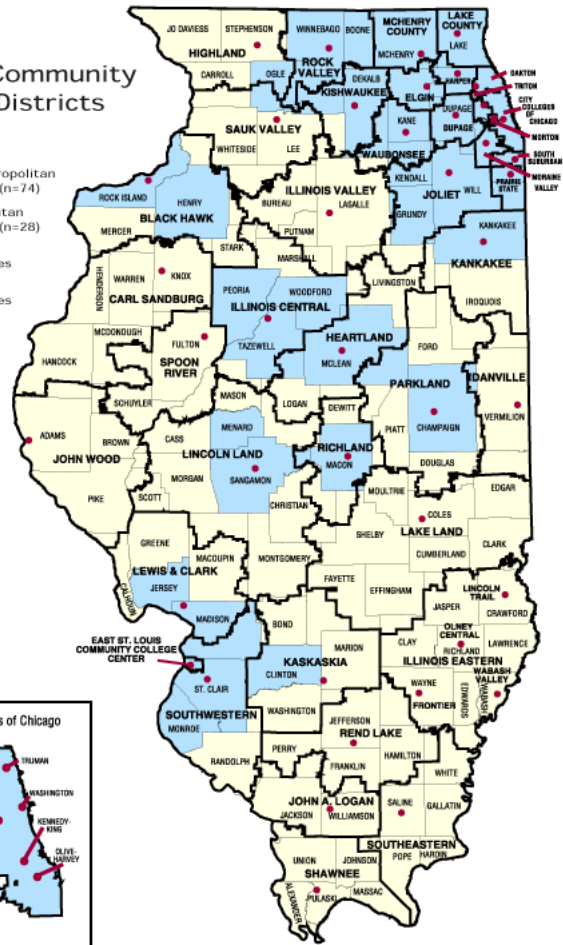 Community
Districts
ropolitan
(n=74)
itan
(n=28)
es
es
JO DAVIESS
STEPHENSON
WINNEBAGO
BOONE
MCHENRY
COUNTY
LAKE
COUNTY
LAKE
HIGHLAND
ROCK
VALLEY
MCHENRY
CARROLL
OGLE
DEKALB
KISHWAUKEE
ELGIN
HARPER
OAKTON
TRITON
CITY
COLLEGES
OF
CHICAGO
MORTON
SOUTH
SUBURBAN
MORAINE
VALLEY
PRAIRIE
STATE
KANE
DUPAGE
DUPAGE
SAUK VALLEY
WHITESIDE
LEE
WAUBONSEE
KENDALL
JOLIET
WILL
GRUNDY
ILLINOIS VALLEY
BUREAU
LASALLE
PUTNAM
ROCK ISLAND
HENRY
BLACK HAWK
MERCER
STARK
MARSHALL
KANKAKEE
KANKAKEE
LIVINGSTON
IROQUOIS
HENDERSON
WARREN
KNOX
CARL SANDBURG
PEORIA
WOODFORD
ILLINOIS CENTRAL
TAZEWELL
MCDONOUGH
FULTON
SPOON
RIVER
HANCOCK
SCHUYLER
HEARTLAND
MCLEAN
FORD
PARKLAND
DANVILLE
VERMILION
CHAMPAIGN
PIATT
DOUGLAS
MASON
LOGAN
DEWITT
MENARD
RICHLAND
MACON
ADAMS
BROWN
CASS
LINCOLN LAND
SANGAMON
JOHN WOOD
MORGAN
PIKE
SCOTT
CHRISTIAN
MOULTRIE
EDGAR
COLES
SHELBY
LAKE LAND
CUMBERLAND
CLARK
GREENE
MACOUPIN
MONTGOMERY
LEWIS & CLARK
JERSEY
CALHOUN
MADISON
FAYETTE
EFFINGHAM
JASPER
LINCOLN
TRAIL
CRAWFORD
BOND
CLAY
OLNEY
CENTRAL
RICHLAND
LAWRENCE
ILLINOIS EASTERN
WABASH
VALLEY
WAYNE
FRONTIER
EDWARDS
WABASH
EAST ST. LOUIS
COMMUNITY COLLEGE
CENTER
MARION
KASKASKIA
CLINTON
ST. CLAIR
SOUTHWESTERN
MONROE
WASHINGTON
JEFFERSON
REND LAKE
RANDOLPH
PERRY
FRANKLIN
HAMILTON
WHITE
JOHN A. LOGAN
JACKSON
WILLIAMSON
SALINE
GALLATIN
SOUTHEASTERN
POPE
HARDIN
UNION
JOHNSON
SHAWNEE
ALEXANDER
PULASKI
MASSAC
s of Chicago
TRUMAN
WASHINGTON
KENNEDY-
KING
OLIVE-
HARVEY